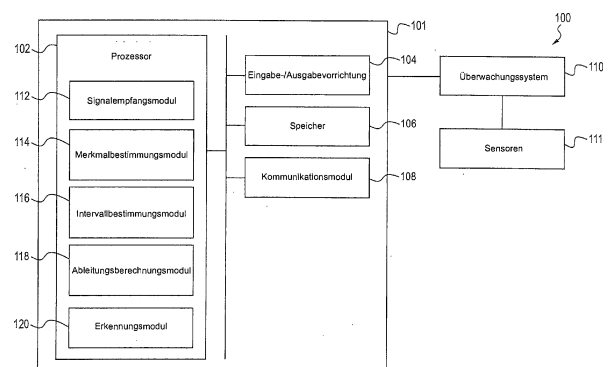 101
100
102
Prozessor
104
Eingabe-/Ausgabevorrichtung
Überwachungssystem
110
112
Signalempfangsmodul
106
Speicher
114
Merkmalbestimmungsmodul
Sensoren
111
108
Kommunikationsmodul
116
Intervallbestimmungsmodul
118
Ableitungsberechnungsmodul
120
Erkennungsmodul